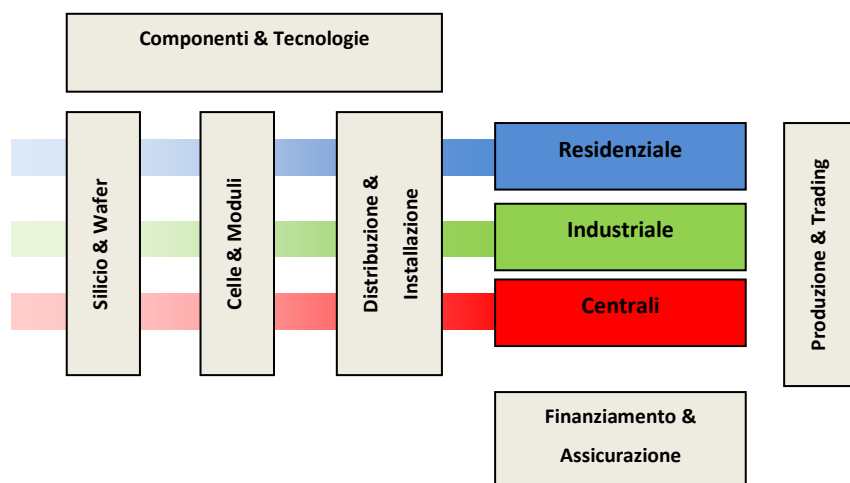 Componenti & Tecnologie
Silicio & Wafer
Celle & Moduli
Distribuzione &
Installazione
Residenziale
Industriale
Centrali
Produzione & Trading
Finanziamento &
Assicurazione